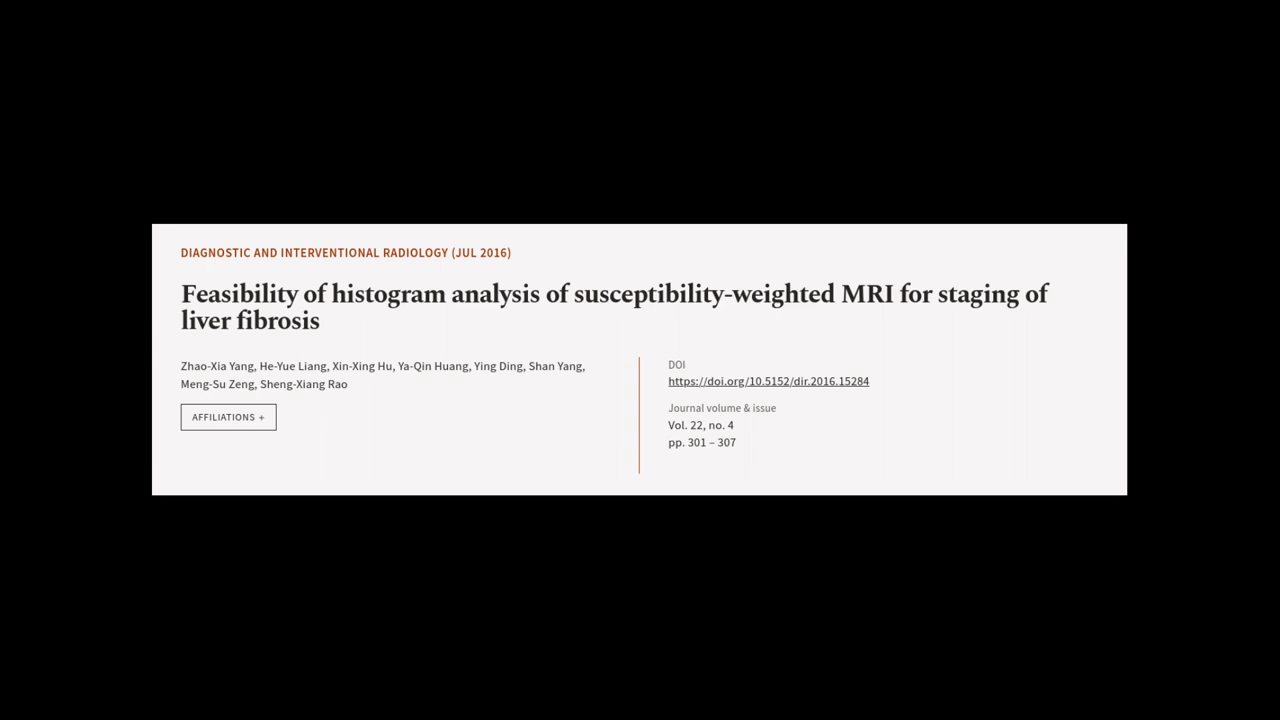 DIAGNOSTIC AND INTERVENTIONAL RADIOLOGY (JUL 2016)
Feasibility of histogram analysis of susceptibility-weighted MRI for staging of
liver fibrosis
Zhao-Xia Yang, He-Yue Liang, Xin-Xing Hu, Ya-Qin Huang, Ying Ding, Shan Yang,
Meng-Su Zeng, Sheng-Xiang Rao
AFFILIATIONS +
DOI
https://doi.org/10.5152/dir.2016.15284
Journal volume & issue
Vol. 22, no. 4
pp. 301 – 307